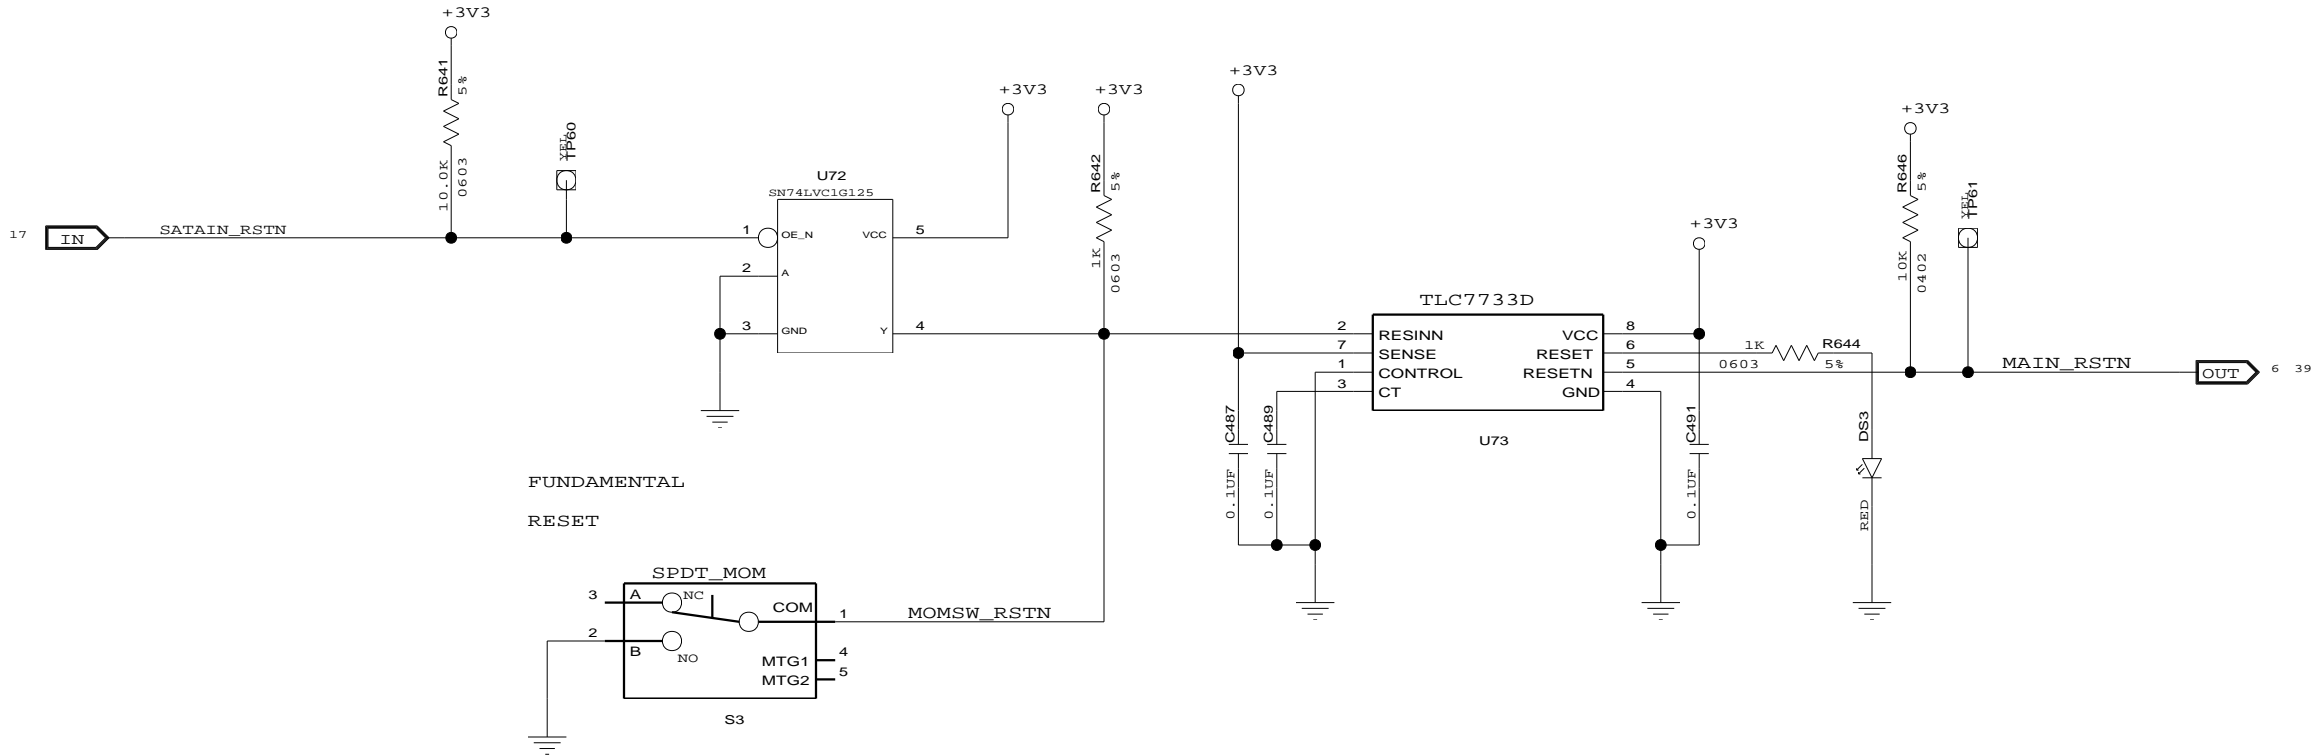 +3V3
R641
5%
10.0K
0603
YEL
TP60
17
IN
SATAIN_RSTN
U72
SN74LVC1G125
1
OE_N
VCC
5
2
A
3
GND
Y
4
+3V3
+3V3
R642
5%
1K
0603
+3V3
TLC7733D
2
RESINN
VCC
8
7
SENSE
RESET
6
1
CONTROL
RESETN
5
3
CT
GND
4
U73
C487
0.1UF
C489
0.1UF
+3V3
C491
0.1UF
1K
R644
0603
5%
DS3
RED
+3V3
R646
5%
10K
0402
YEL
TP61
MAIN_RSTN
OUT
6 39
FUNDAMENTAL
RESET
SPDT_MOM
3
A
NC
COM
1
MOMSW_RSTN
2
B
NO
MTG1
4
MTG2
5
S3